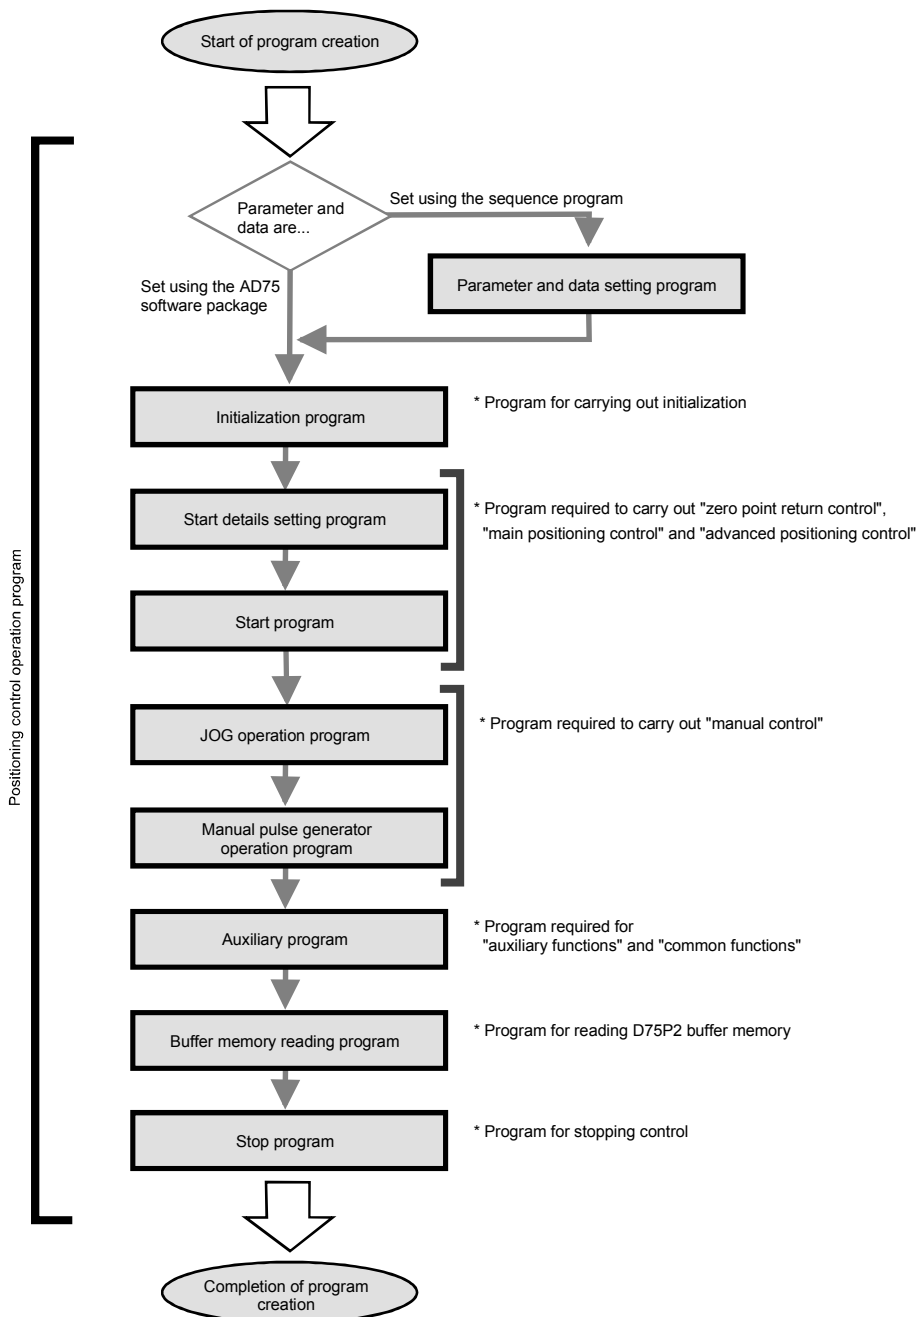 Start of program creation
Positioning control operation program
Parameter and
data are...
Set using the sequence program
Set using the AD75
software package
Parameter and data setting program
Initialization program
* Program for carrying out initialization
Start details setting program
* Program required to carry out "zero point return control",
"main positioning control" and "advanced positioning control"
Start program
JOG operation program
* Program required to carry out "manual control"
Manual pulse generator
operation program
Auxiliary program
* Program required for
"auxiliary functions" and "common functions"
Buffer memory reading program
* Program for reading D75P2 buffer memory
Stop program
* Program for stopping control
Completion of program
creation